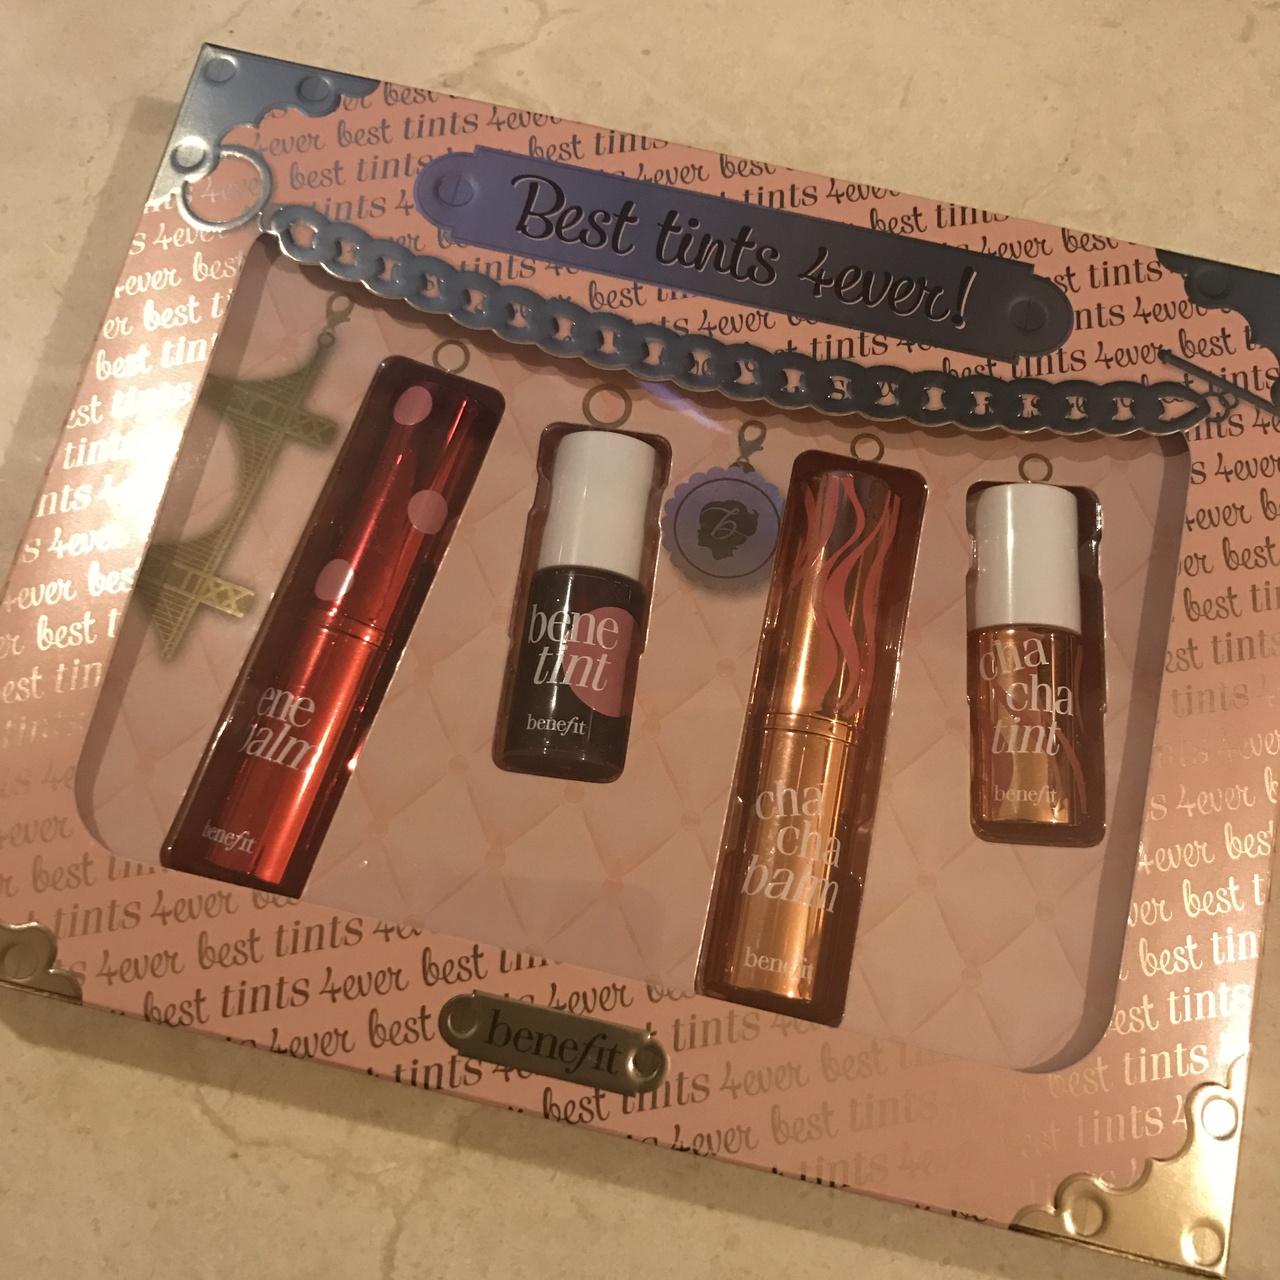 Best tints 4ever!
ene
balm
benefit
bene
tint
benefit
cha
cha
balm
benefit
cha
cha
tint
benefit
benefit
best tints 4ever